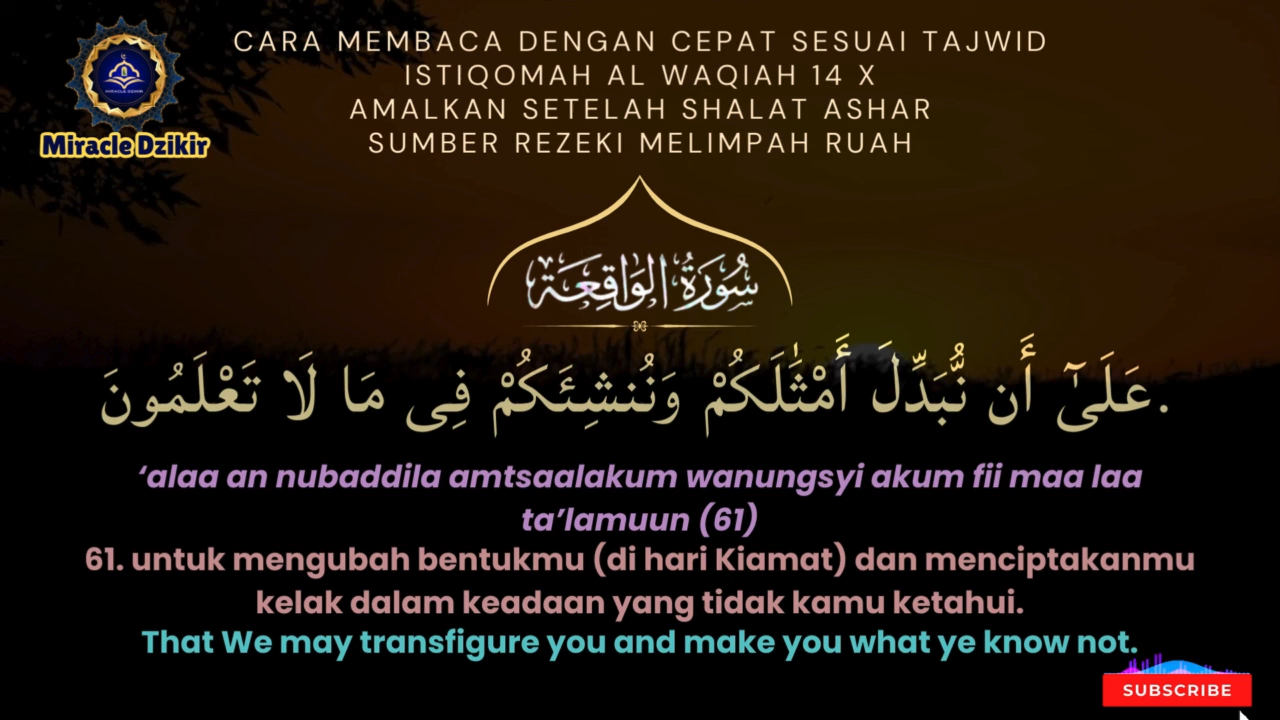 CARA MEMBACA DENGAN CEPAT SESUAI TAJWID
ISTIQOMAH AL WAQIAH 14 X
AMALKAN SETELAH SHALAT ASHAR
SUMBER REZEKI MELIMPAH RUAH
MIRACLE DZIKIR
Miracle Dzikir
سُورَةُ الوَاقِعَة
عَلَىٰٓ أَن نُّبَدِّلَ أَمْثَٰلَكُمْ وَنُنشِئَكُمْ فِى مَا لَا تَعْلَمُونَ.
‘alaa an nubaddila amtsaalakum wanungsyi akum fii maa laa
ta’lamuun (61)
61. untuk mengubah bentukmu (di hari Kiamat) dan menciptakanmu
kelak dalam keadaan yang tidak kamu ketahui.
That We may transfigure you and make you what ye know not.
SUBSCRIBE